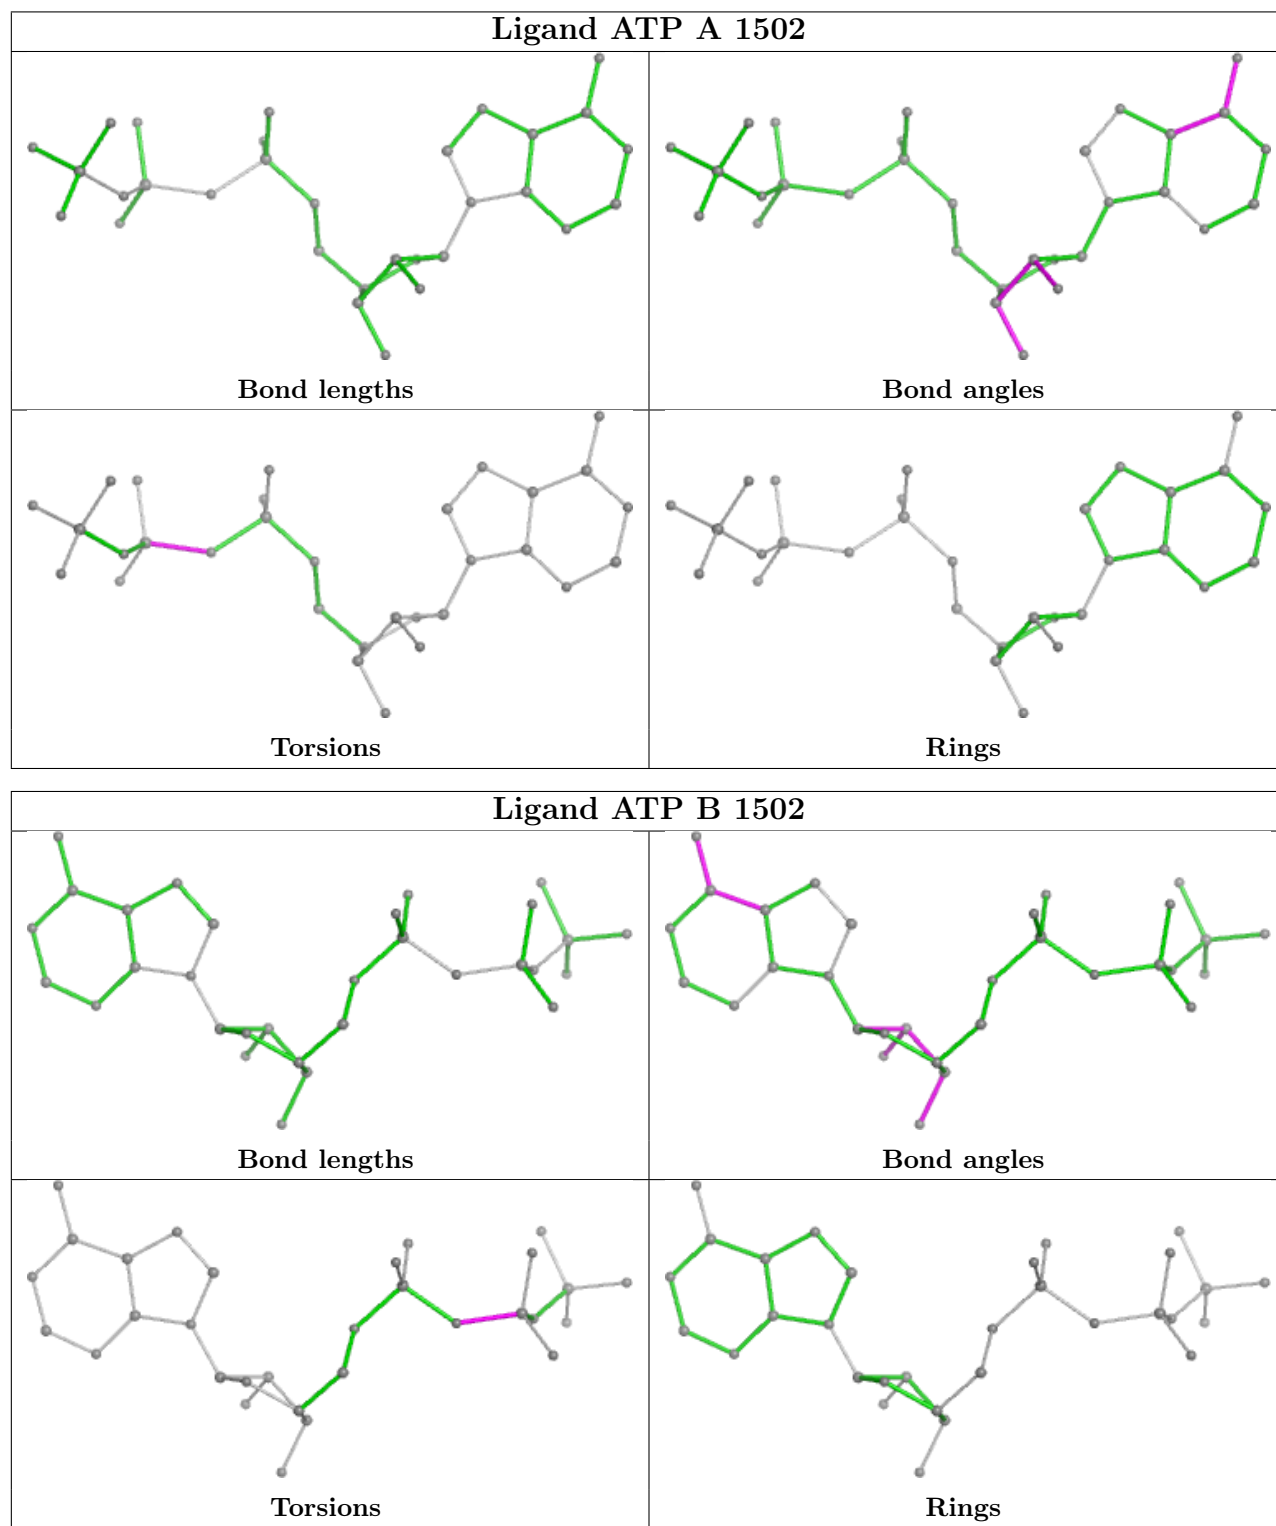 Ligand ATP A 1502
Bond lengths
Bond angles
Torsions
Rings
Ligand ATP B 1502
Bond lengths
Bond angles
Torsions
Rings